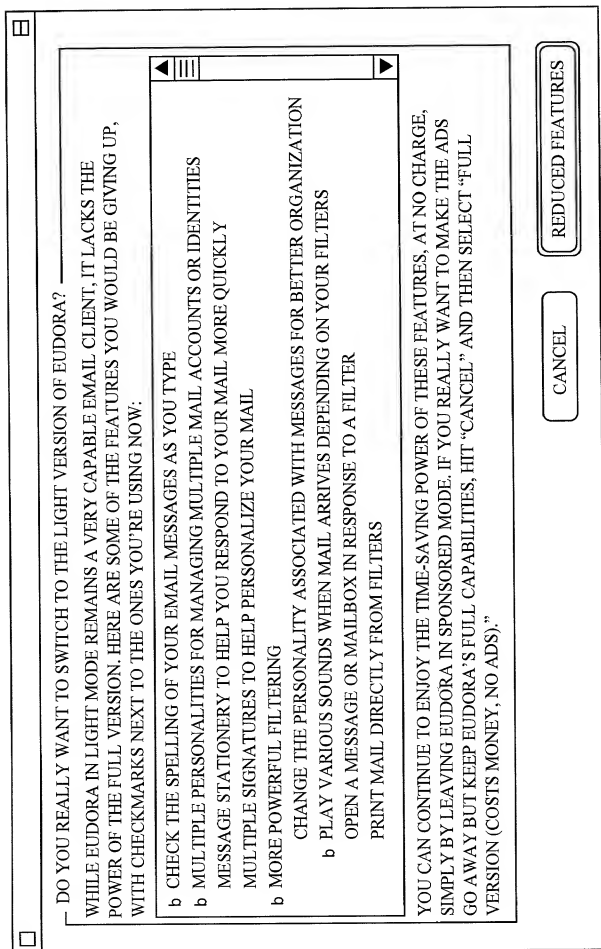 DO YOU REALLY WANT TO SWITCH TO THE LIGHT VERSION OF EUDORA?
WHILE EUDORA IN LIGHT MODE REMAINS A VERY CAPABLE EMAIL CLIENT, IT LACKS THE
POWER OF THE FULL VERSION. HERE ARE SOME OF THE FEATURES YOU WOULD BE GIVING UP,
WITH CHECKMARKS NEXT TO THE ONES YOU'RE USING NOW:
b CHECK THE SPELLING OF YOUR EMAIL MESSAGES AS YOU TYPE
b MULTIPLE PERSONALITIES FOR MANAGING MULTIPLE MAIL ACCOUNTS OR IDENTITIES
MESSAGE STATIONERY TO HELP YOU RESPOND TO YOUR MAIL MORE QUICKLY
MULTIPLE SIGNATURES TO HELP PERSONALIZE YOUR MAIL
b MORE POWERFUL FILTERING
CHANGE THE PERSONALITY ASSOCIATED WITH MESSAGES FOR BETTER ORGANIZATION
b PLAY VARIOUS SOUNDS WHEN MAIL ARRIVES DEPENDING ON YOUR FILTERS
OPEN A MESSAGE OR MAILBOX IN RESPONSE TO A FILTER
PRINT MAIL DIRECTLY FROM FILTERS
YOU CAN CONTINUE TO ENJOY THE TIME-SAVING POWER OF THESE FEATURES, AT NO CHARGE,
SIMPLY BY LEAVING EUDORA IN SPONSORED MODE. IF YOU REALLY WANT TO MAKE THE ADS
GO AWAY BUT KEEP EUDORA'S FULL CAPABILITIES, HIT "CANCEL" AND THEN SELECT "FULL
VERSION (COSTS MONEY, NO ADS)."
CANCEL
REDUCED FEATURES